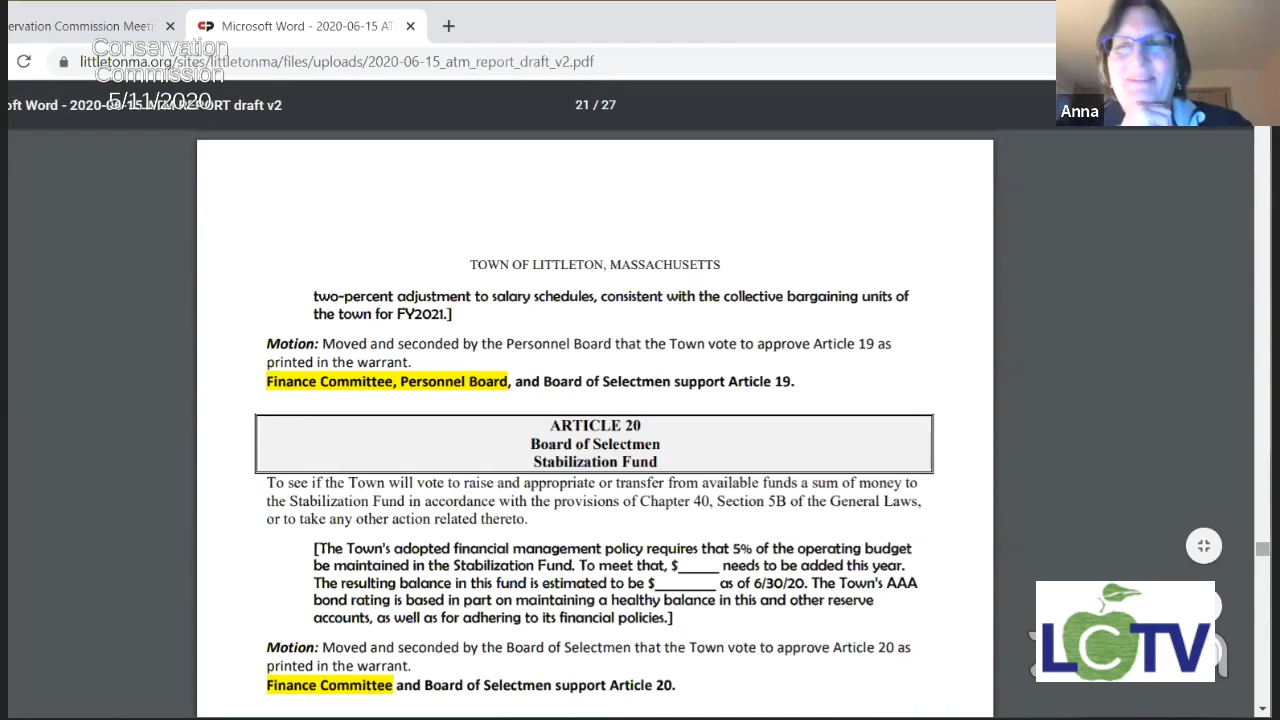 servation Commission Meeti
Microsoft Word - 2020-06-15 AT
Conservation
Commission
5/11/2020
littletonma.org/sites/littletonma/files/uploads/2020-06-15_atm_report_draft_v2.pdf
oft Word - 2020-06-15 ATM REPORT draft v2
21 / 27
Anna
TOWN OF LITTLETON, MASSACHUSETTS
two-percent adjustment to salary schedules, consistent with the collective bargaining units of
the town for FY2021.]
Motion: Moved and seconded by the Personnel Board that the Town vote to approve Article 19 as
printed in the warrant.
Finance Committee, Personnel Board, and Board of Selectmen support Article 19.
ARTICLE 20
Board of Selectmen
Stabilization Fund
To see if the Town will vote to raise and appropriate or transfer from available funds a sum of money to
the Stabilization Fund in accordance with the provisions of Chapter 40, Section 5B of the General Laws,
or to take any other action related thereto.
[The Town's adopted financial management policy requires that 5% of the operating budget
be maintained in the Stabilization Fund. To meet that, $______ needs to be added this year.
The resulting balance in this fund is estimated to be $_________ as of 6/30/20. The Town's AAA
bond rating is based in part on maintaining a healthy balance in this and other reserve
accounts, as well as for adhering to its financial policies.]
Motion: Moved and seconded by the Board of Selectmen that the Town vote to approve Article 20 as
printed in the warrant.
Finance Committee and Board of Selectmen support Article 20.
LCTV